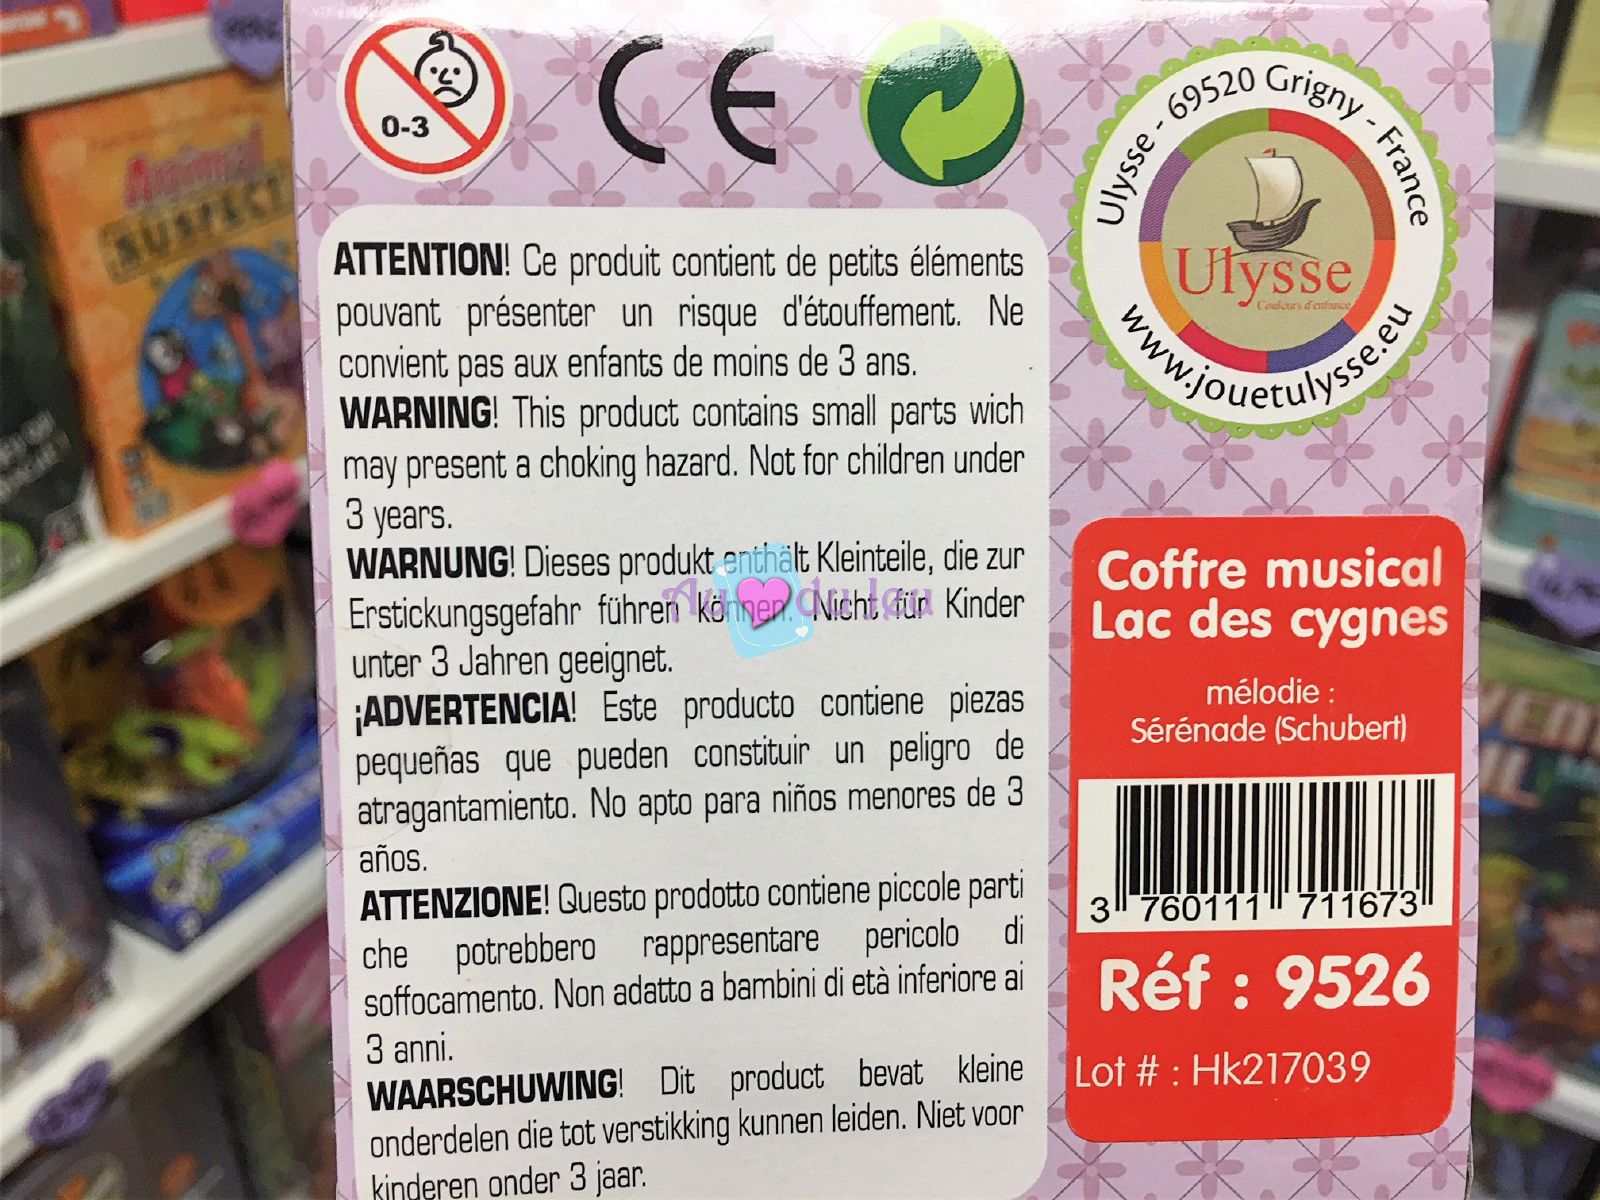 0-3
CE
Ulysse - 69520 Grigny - France
Ulysse
Couleurs d'enfance
www.jouetulysse.eu
ATTENTION! Ce produit contient de petits éléments
pouvant présenter un risque d'étouffement. Ne
convient pas aux enfants de moins de 3 ans.
WARNING! This product contains small parts wich
may present a choking hazard. Not for children under
3 years.
WARNUNG! Dieses produkt enthält Kleinteile, die zur
Erstickungsgefahr führen können. Nicht für Kinder
unter 3 Jahren geeignet.
¡ADVERTENCIA! Este producto contiene piezas
pequeñas que pueden constituir un peligro de
atragantamiento. No apto para niños menores de 3
años.
ATTENZIONE! Questo prodotto contiene piccole parti
che potrebbero rappresentare pericolo di
soffocamento. Non adatto a bambini di età inferiore ai
3 anni.
WAARSCHUWING! Dit product bevat kleine
onderdelen die tot verstikking kunnen leiden. Niet voor
kinderen onder 3 jaar.
Au du Jeu
Coffre musical
Lac des cygnes
mélodie :
Sérénade (Schubert)
3 760111 711673
Réf : 9526
Lot # : Hk217039
Animal
SUSPECT